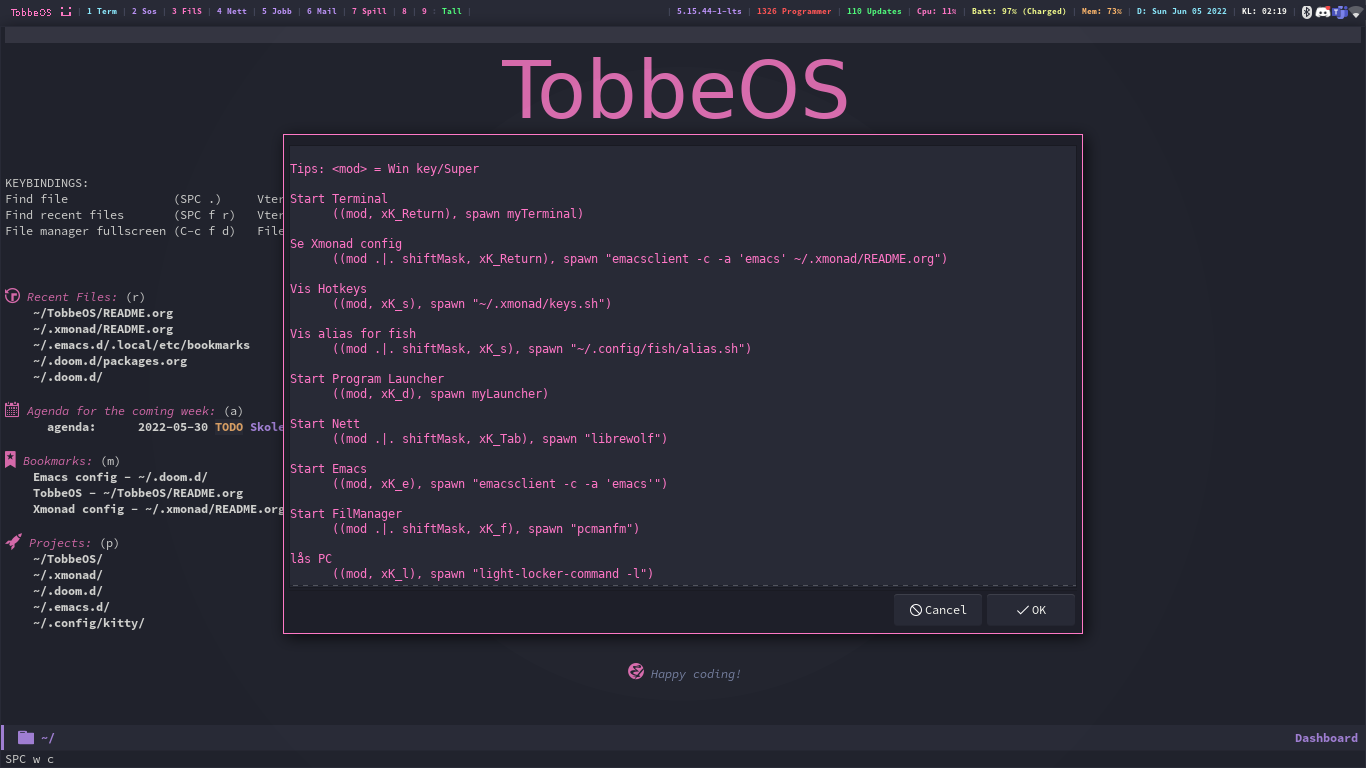 TobbeOS | 1 Term | 2 Sos | 3 FilS | 4 Nett | 5 Jobb | 6 Mail | 7 Spill | 8 | 9 | Tall | | 5.15.44-1-lts | 1326 Programmer | 110 Updates | Cpu: 11% | Batt: 97% (Charged) | Mem: 73% | D: Sun Jun 05 2022 | KL: 02:19 |
TobbeOS
KEYBINDINGS:
Find file (SPC .) Vter
Find recent files (SPC f r) Vter
File manager fullscreen (C-c f d) File
Recent Files: (r)
~/TobbeOS/README.org
~/.xmonad/README.org
~/.emacs.d/.local/etc/bookmarks
~/.doom.d/packages.org
~/.doom.d/
Agenda for the coming week: (a)
agenda: 2022-05-30 TODO Skole
Bookmarks: (m)
Emacs config - ~/.doom.d/
TobbeOS - ~/TobbeOS/README.org
Xmonad config - ~/.xmonad/README.org
Projects: (p)
~/TobbeOS/
~/.xmonad/
~/.doom.d/
~/.emacs.d/
~/.config/kitty/
Tips: <mod> = Win key/Super
Start Terminal
((mod, xK_Return), spawn myTerminal)
Se Xmonad config
((mod .|. shiftMask, xK_Return), spawn "emacsclient -c -a 'emacs' ~/.xmonad/README.org")
Vis Hotkeys
((mod, xK_s), spawn "~/.xmonad/keys.sh")
Vis alias for fish
((mod .|. shiftMask, xK_s), spawn "~/.config/fish/alias.sh")
Start Program Launcher
((mod, xK_d), spawn myLauncher)
Start Nett
((mod .|. shiftMask, xK_Tab), spawn "librewolf")
Start Emacs
((mod, xK_e), spawn "emacsclient -c -a 'emacs'")
Start FilManager
((mod .|. shiftMask, xK_f), spawn "pcmanfm")
lås PC
((mod, xK_l), spawn "light-locker-command -l")
Cancel OK
Happy coding!
~/ Dashboard
SPC w c